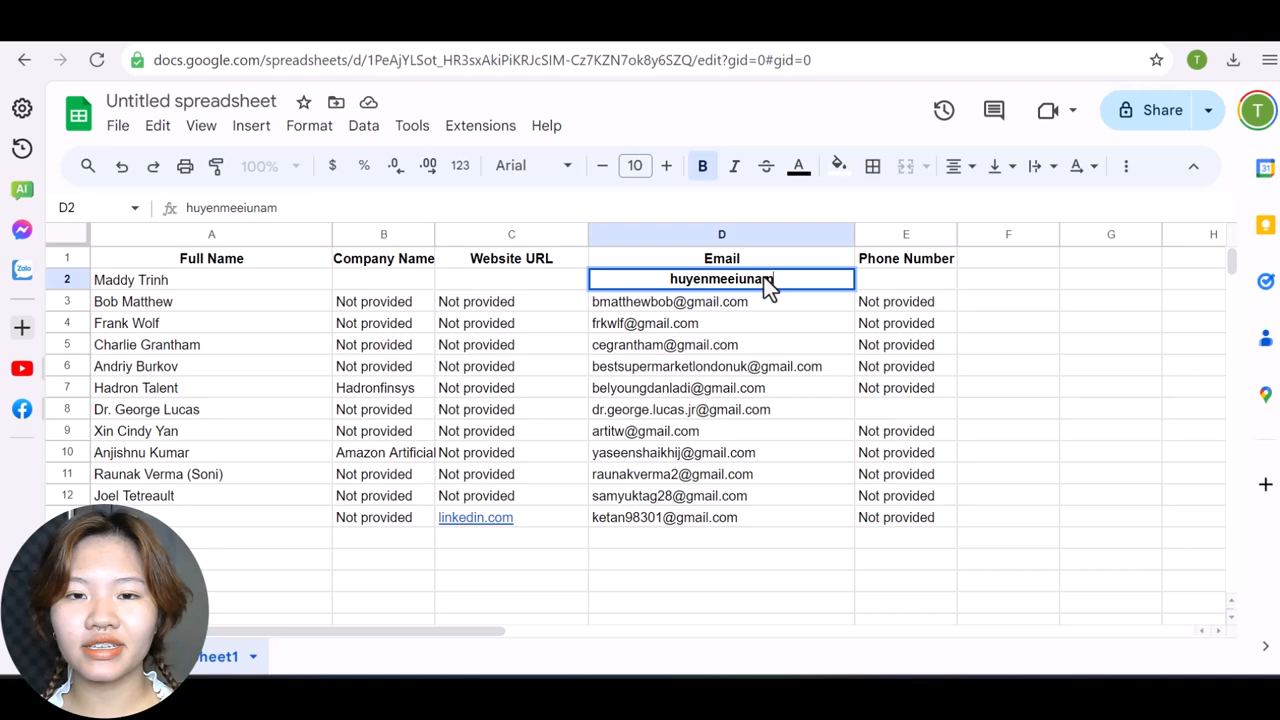 docs.google.com/spreadsheets/d/1PeAjYLSot_HR3sxAkiPiKRJcSIM-Cz7KZN7ok8y6SZQ/edit?gid=0#gid=0
T
Untitled spreadsheet
File Edit View Insert Format Data Tools Extensions Help
Share
T
100% $ % .0 .00 123 Arial 10 B I S A
D2 fx huyenmeeiunam
A B C D E F G H
1 Full Name Company Name Website URL Email Phone Number
2 Maddy Trinh huyenmeeiunam
3 Bob Matthew Not provided Not provided bmatthewbob@gmail.com Not provided
4 Frank Wolf Not provided Not provided frkwlf@gmail.com Not provided
5 Charlie Grantham Not provided Not provided cegrantham@gmail.com Not provided
6 Andriy Burkov Not provided Not provided bestsupermarketlondonuk@gmail.com Not provided
7 Hadron Talent Hadronfinsys Not provided belyoungdanladi@gmail.com Not provided
8 Dr. George Lucas Not provided Not provided dr.george.lucas.jr@gmail.com
9 Xin Cindy Yan Not provided Not provided artitw@gmail.com Not provided
10 Anjishnu Kumar Amazon Artificial Not provided yaseenshaikhij@gmail.com Not provided
11 Raunak Verma (Soni) Not provided Not provided raunakverma2@gmail.com Not provided
12 Joel Tetreault Not provided Not provided samyuktag28@gmail.com Not provided
Not provided linkedin.com ketan98301@gmail.com Not provided
heet1
AI
Zalo
31